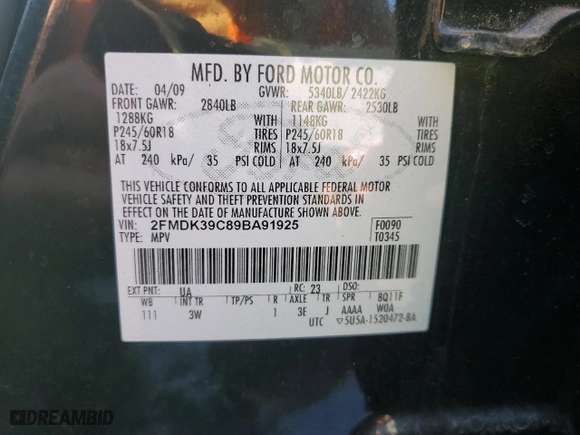 MFD. BY FORD MOTOR CO.
DATE: 04/09 GVWR: 5340LB/ 2422KG
FRONT GAWR: 2840LB REAR GAWR: 2530LB
1288KG WITH 1148KG WITH
P245/60R18 TIRES P245/60R18 TIRES
18x7.5J RIMS 18x7.5J RIMS
AT 240 kPa/ 35 PSI COLD AT 240 kPa/ 35 PSI COLD
THIS VEHICLE CONFORMS TO ALL APPLICABLE FEDERAL MOTOR
VEHICLE SAFETY AND THEFT PREVENTION STANDARDS IN
EFFECT ON THE DATE OF MANUFACTURE SHOWN ABOVE.
VIN: 2FMDK39C89BA91925 F0090
TYPE: MPV T0345
EXT PNT: UA RC: 23 DSO:
WB INT TR TP/PS R AXLE TR SPR 8Q11F
111 3W 1 3E J AAAA W0A
UTC ▽5U5A-1520472-BA
DREAMBID